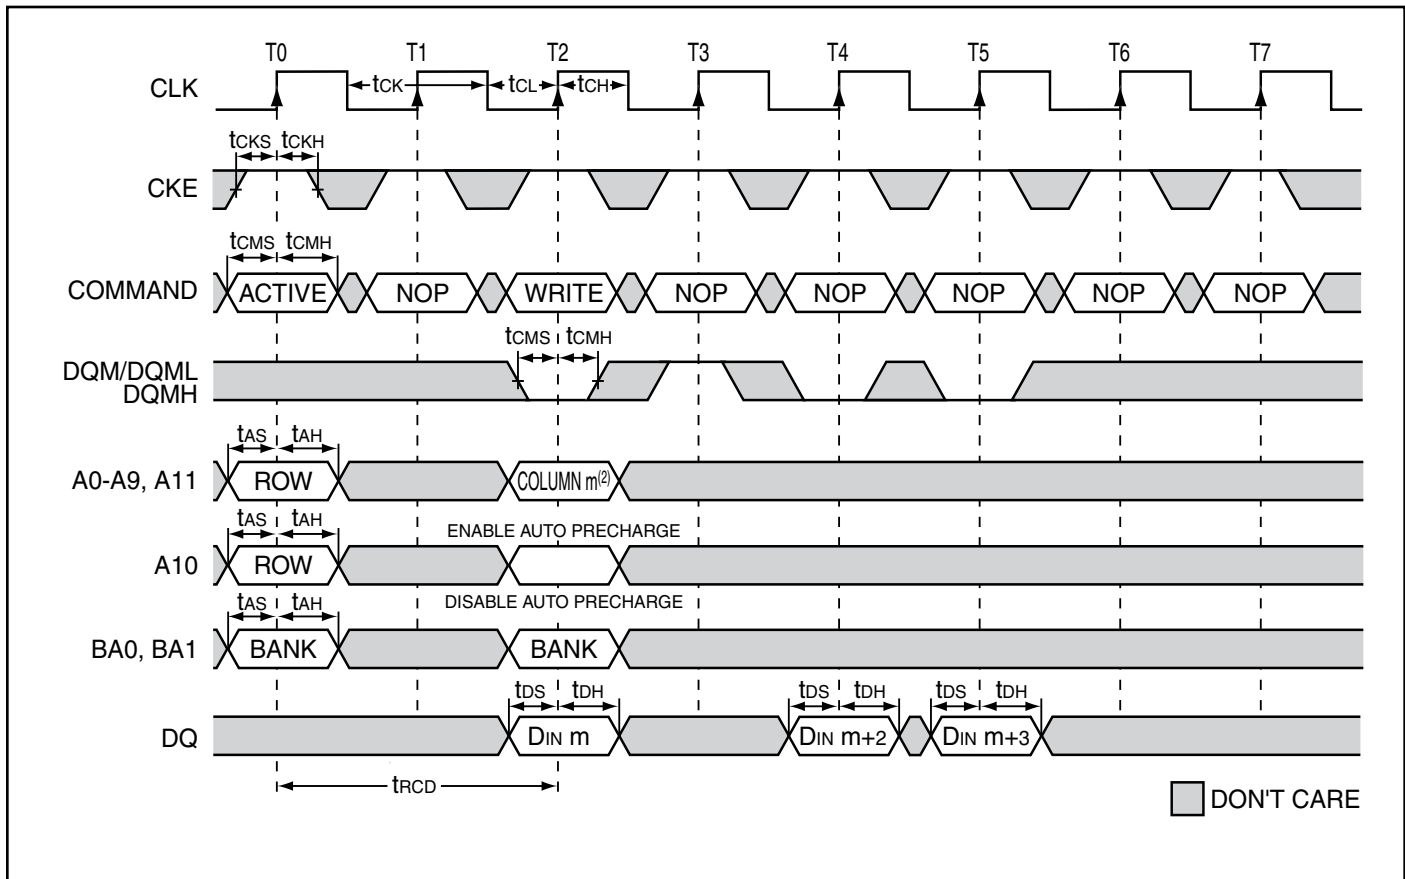 T0 T1 T2 T3 T4 T5 T6 T7
CLK tCK tCL tCH
tCKS tCKH
CKE
tCMS tCMH
COMMAND ACTIVE NOP WRITE NOP NOP NOP NOP NOP
tCMS tCMH
DQM/DQML
DQMH
tAS tAH
A0-A9, A11 ROW COLUMN m(2)
tAS tAH ENABLE AUTO PRECHARGE
A10 ROW
tAS tAH DISABLE AUTO PRECHARGE
BA0, BA1 BANK BANK
tDS tDH tDS tDH tDS tDH
DQ DIN m DIN m+2 DIN m+3
tRCD
DON'T CARE